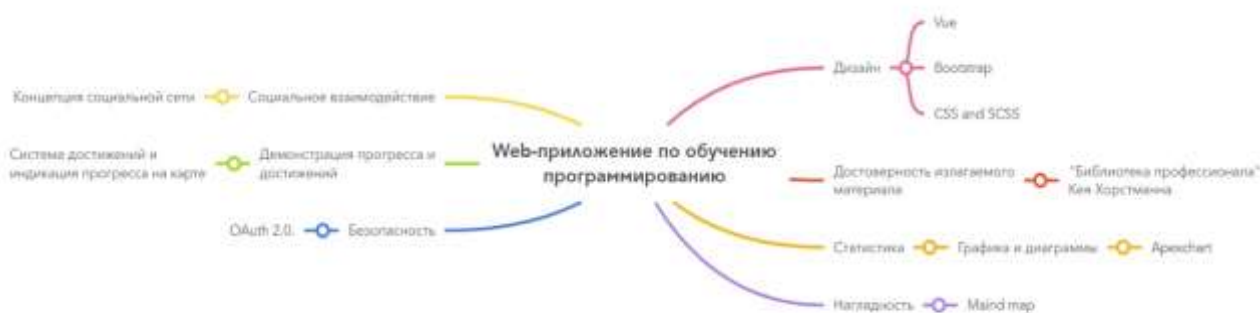 Web-приложение по обучению
программированию
Дизайн
Vue
Bootstrap
CSS and SCSS
Достоверность излагаемого
материала
"Библиотека профессионала"
Кея Хорстманна
Статистика
Графика и диаграммы
Apexchart
Наглядность
Maind map
Социальное взаимодействие
Концепция социальной сети
Демонстрация прогресса и
достижений
Система достижений и
индикация прогресса на карте
Безопасность
OAuth 2.0.